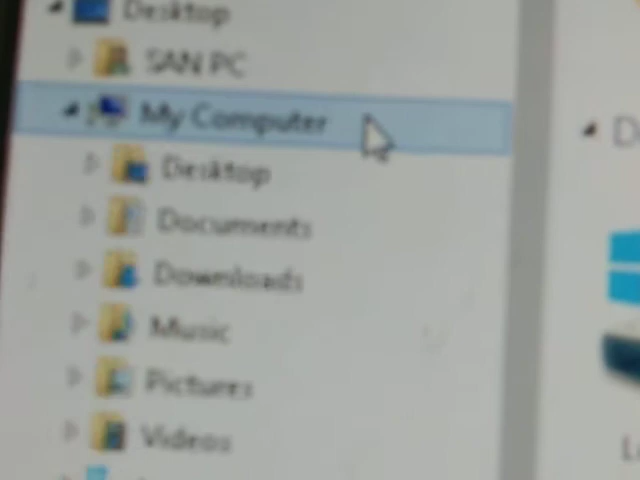 Desktop
SAN PC
My Computer
Desktop
Documents
Downloads
Music
Pictures
Videos